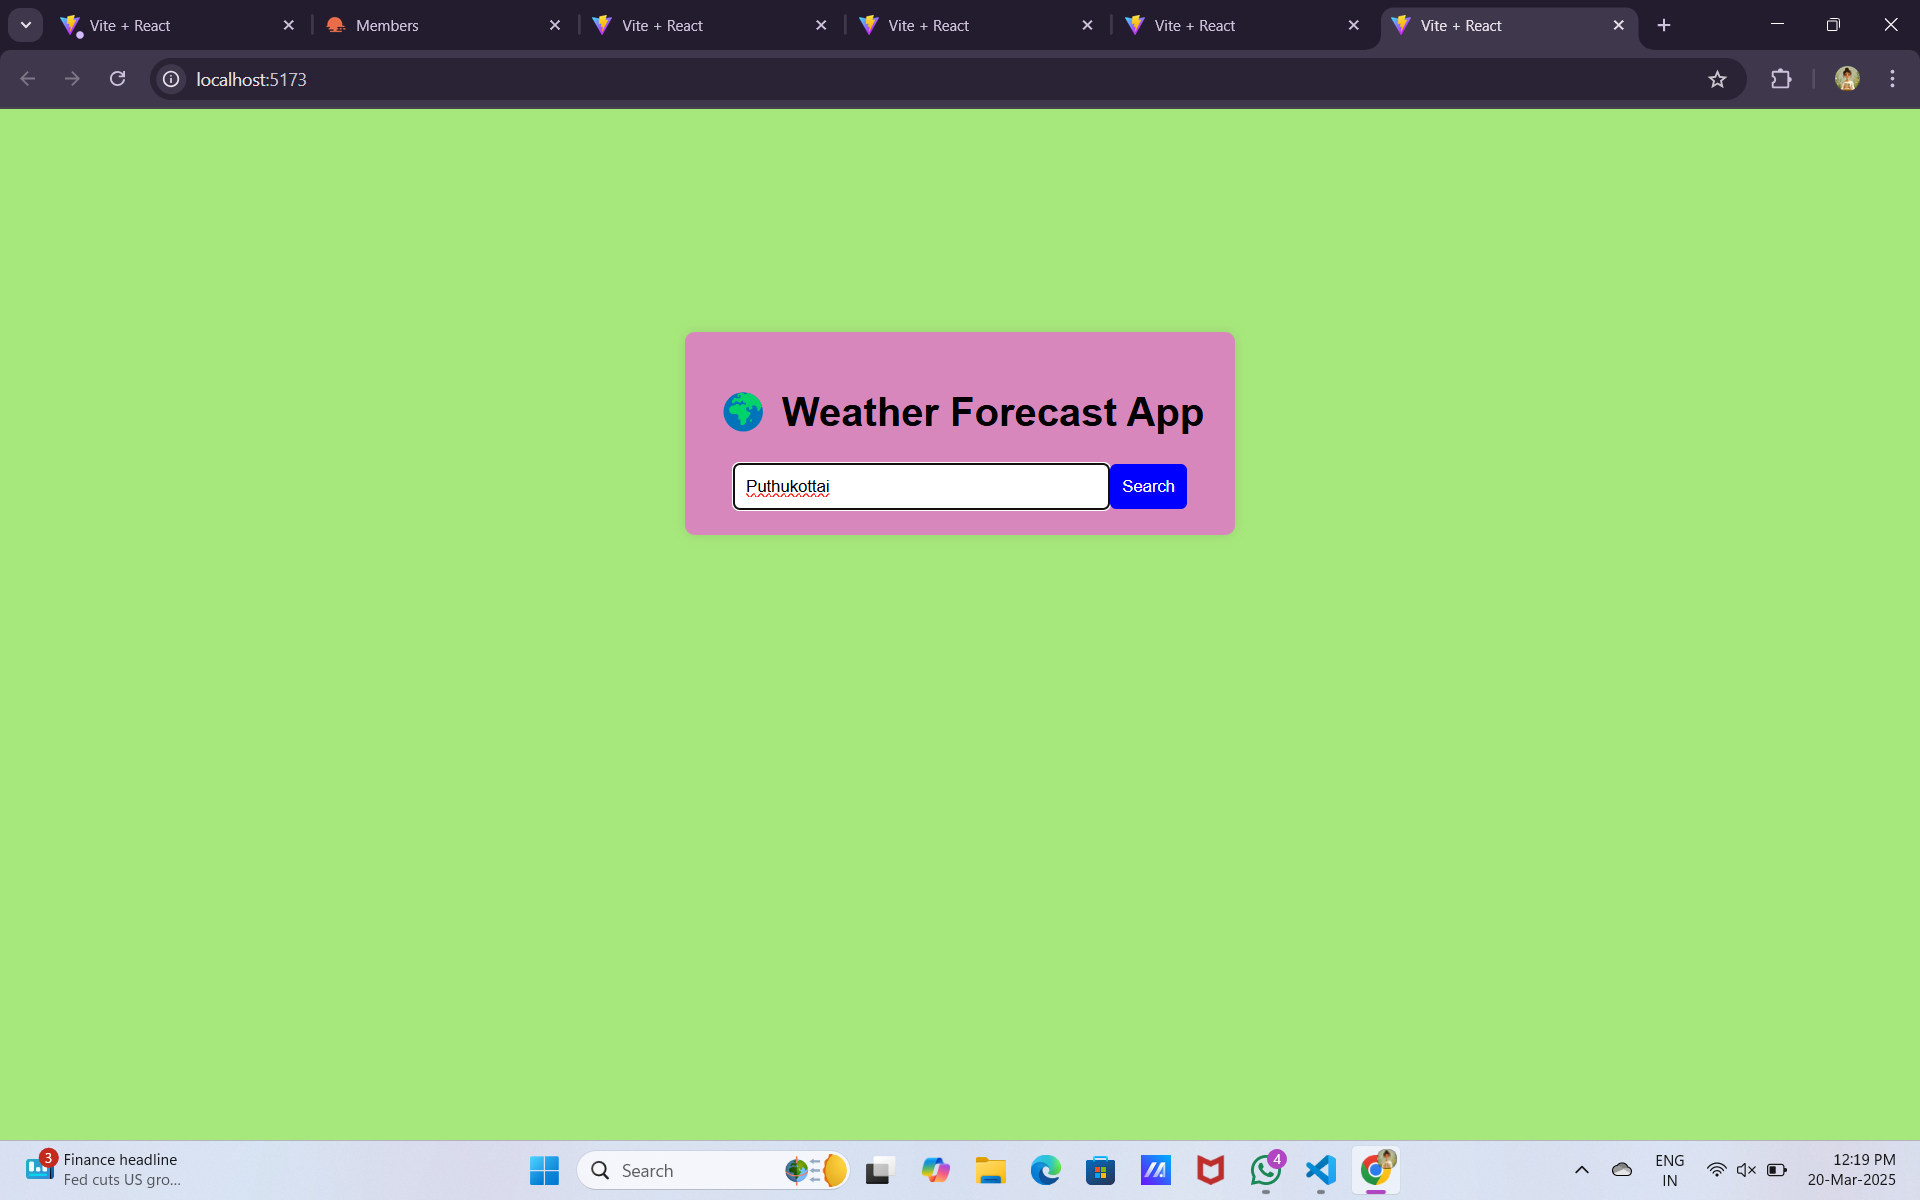 Vite + React
Members
Vite + React
Vite + React
Vite + React
Vite + React
localhost:5173
Weather Forecast App
Puthukottai
Search
3
Finance headline
Fed cuts US gro...
Search
4
ENG
IN
12:19 PM
20-Mar-2025